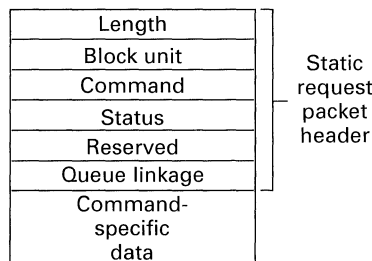 Length
Block unit
Command
Status
Reserved
Queue linkage
Command-
specific
data
Static
request
packet
header